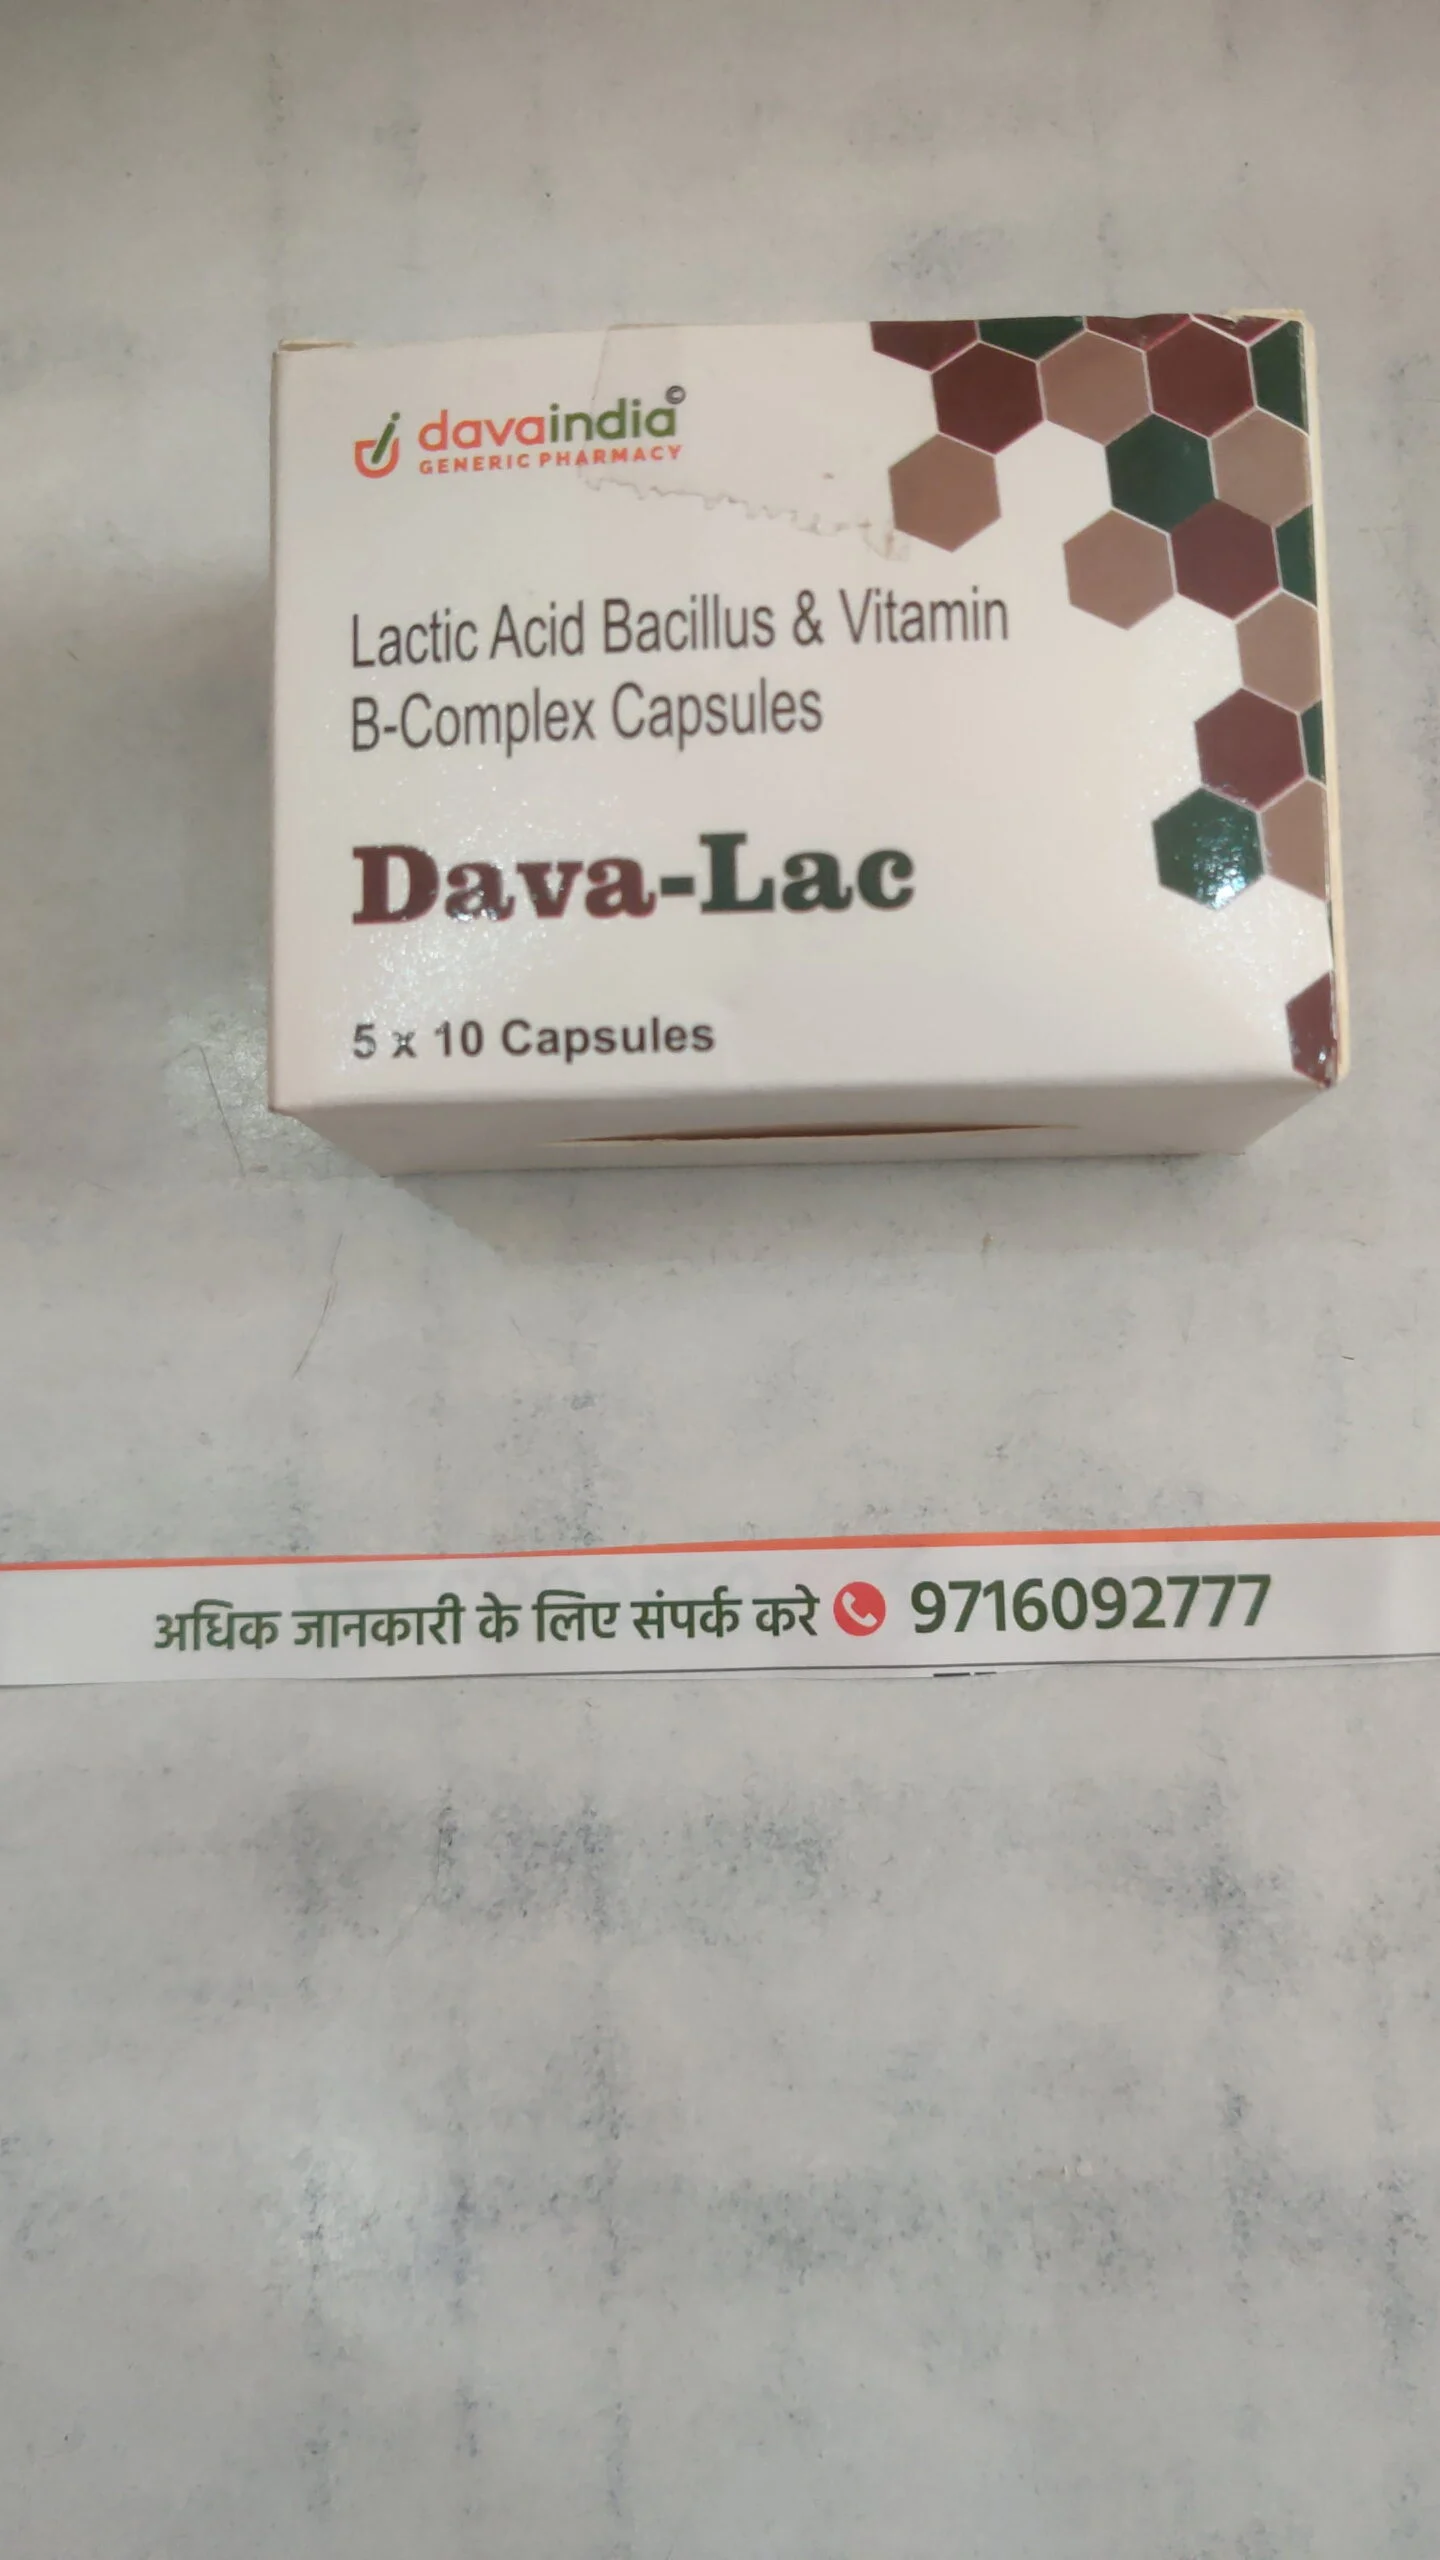 davaindia©
GENERIC PHARMACY
Lactic Acid Bacillus & Vitamin
B-Complex Capsules
Dava-Lac
5 x 10 Capsules
अधिक जानकारी के लिए संपर्क करे 9716092777